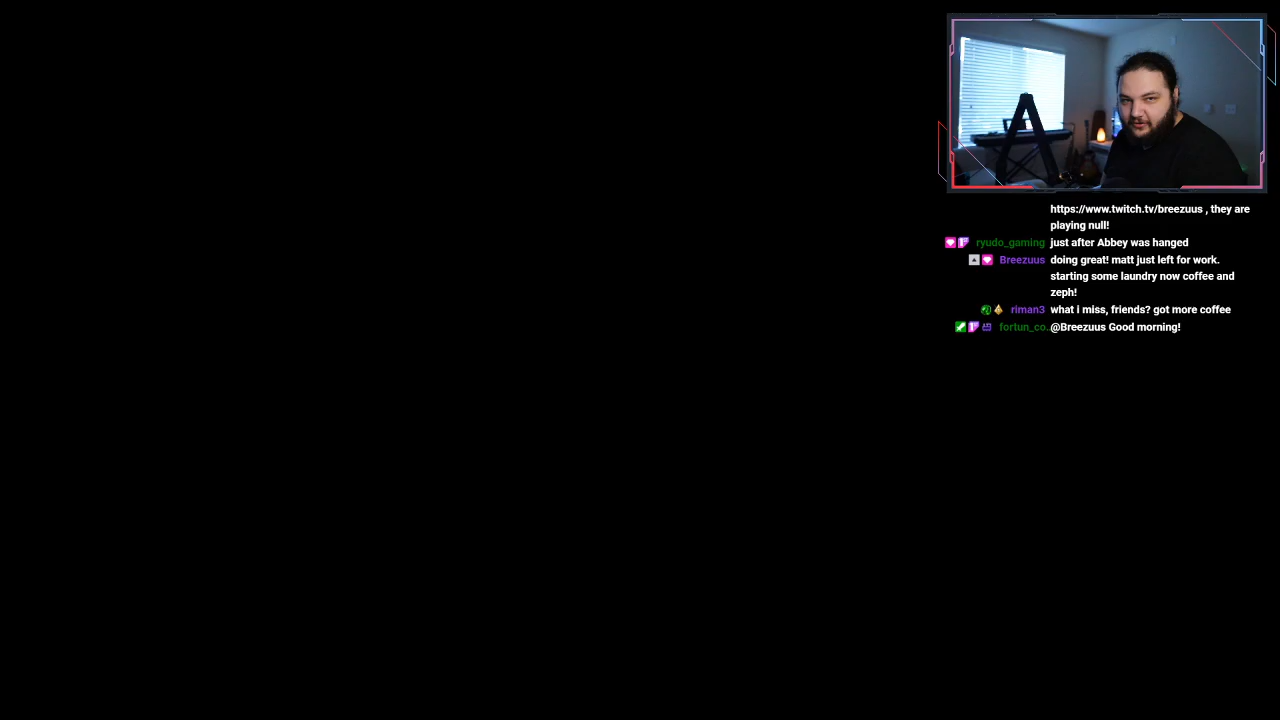 https://www.twitch.tv/breezuus , they are
playing null!
ryudo_gaming just after Abbey was hanged
Breezuus doing great! matt just left for work.
starting some laundry now coffee and
zeph!
riman3 what i miss, friends? got more coffee
fortun_co.. @Breezuus Good morning!